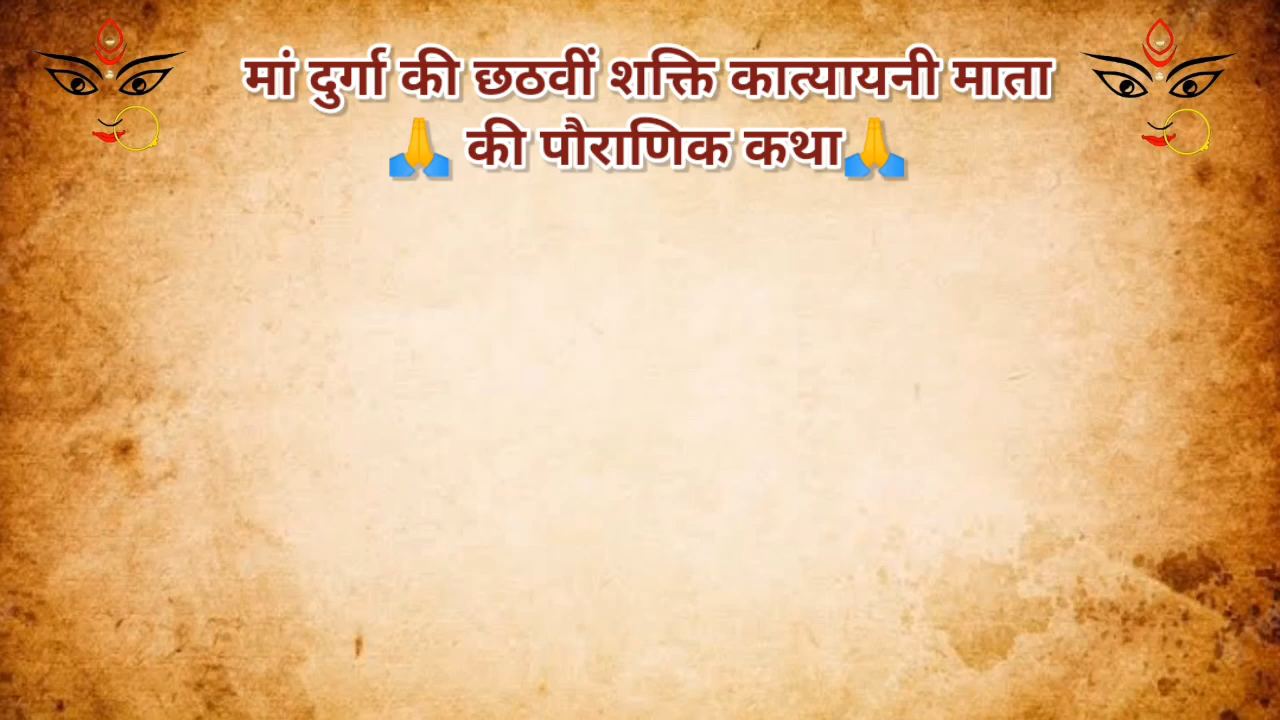 मां दुर्गा की छठवीं शक्ति कात्यायनी माता
🙏 की पौराणिक कथा🙏